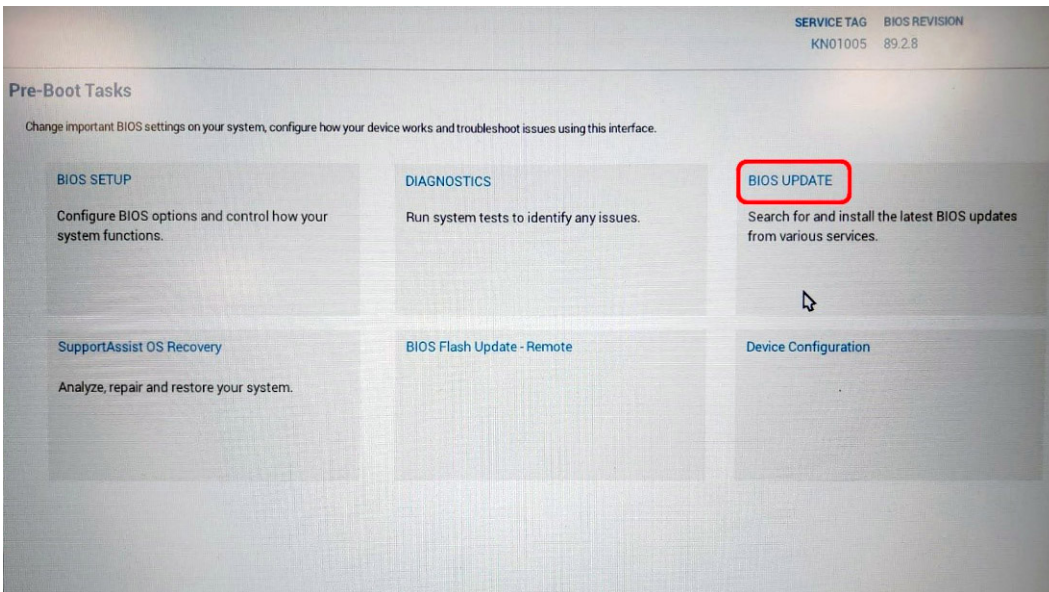 SERVICE TAG BIOS REVISION
KN01005 89.2.8
Pre-Boot Tasks
Change important BIOS settings on your system, configure how your device works and troubleshoot issues using this interface.
BIOS SETUP
Configure BIOS options and control how your
system functions.
DIAGNOSTICS
Run system tests to identify any issues.
BIOS UPDATE
Search for and install the latest BIOS updates
from various services.
SupportAssist OS Recovery
Analyze, repair and restore your system.
BIOS Flash Update - Remote
Device Configuration